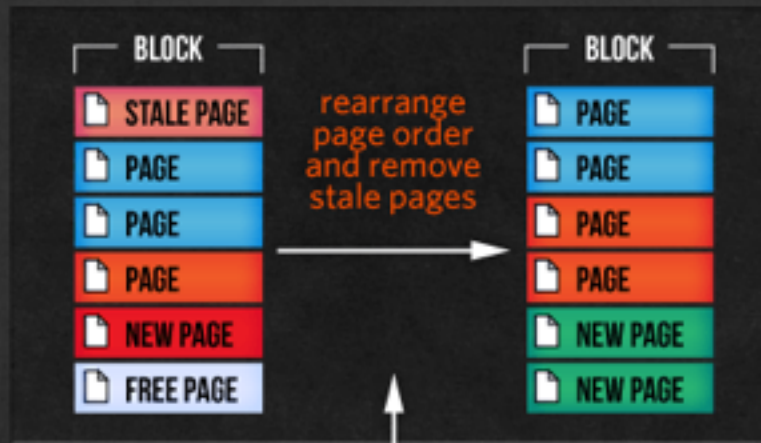 BLOCK
STALE PAGE
PAGE
PAGE
PAGE
NEW PAGE
FREE PAGE
rearrange
page order
and remove
stale pages
BLOCK
PAGE
PAGE
PAGE
PAGE
NEW PAGE
NEW PAGE